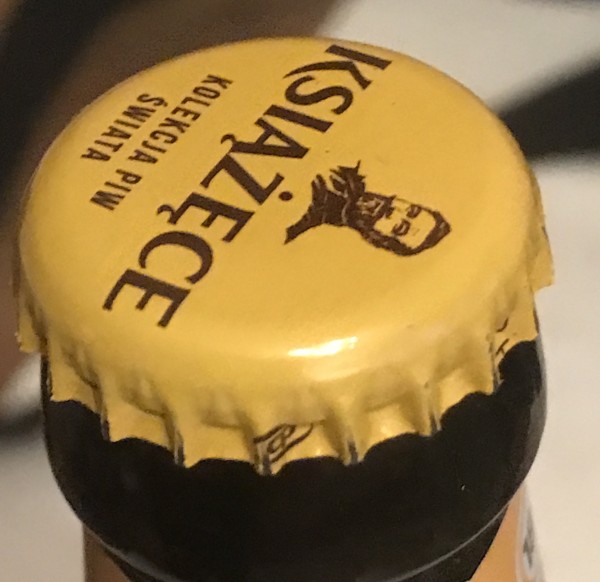 KSIĄŻĘCE
KOLEKCJA PIW
ŚWIATA